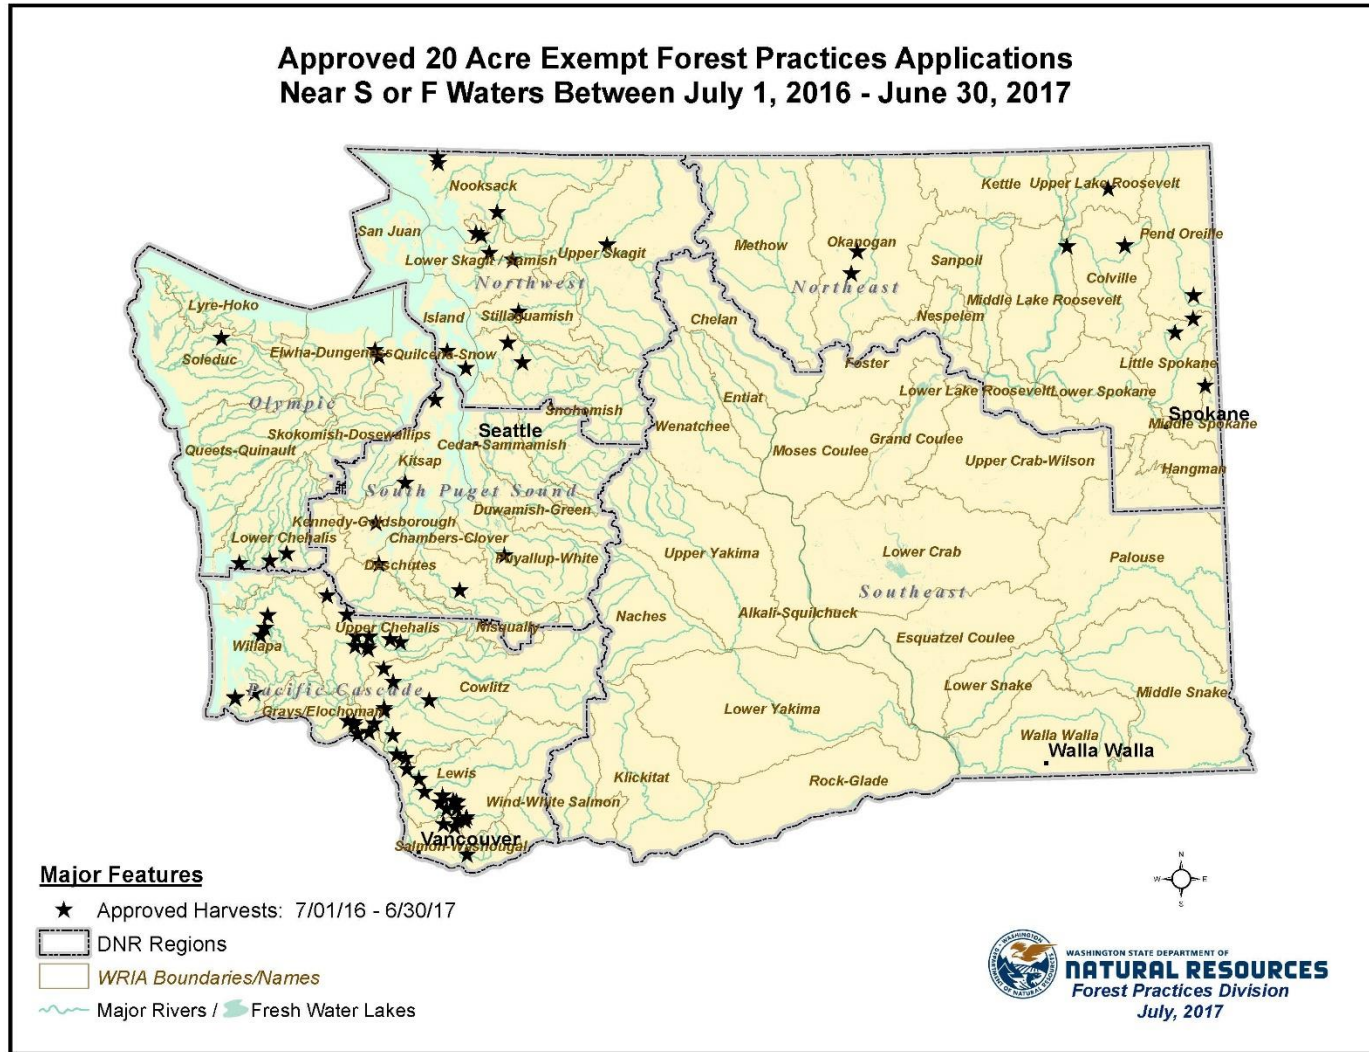 Approved 20 Acre Exempt Forest Practices Applications
Near S or F Waters Between July 1, 2016 - June 30, 2017
Nooksack
San Juan
Lower Skagit / Samish
Upper Skagit
Northwest
Stillaguamish
Island
Snohomish
Methow
Okanogan
Northeast
Sanpoil
Kettle
Upper Lake Roosevelt
Pend Oreille
Colville
Middle Lake Roosevelt
Nespelem
Little Spokane
Lower Lake Roosevelt
Lower Spokane
Spokane
Middle Spokane
Hangman
Lyre-Hoko
Soleduc
Elwha-Dungeness
Quilcene-Snow
Olympic
Skokomish-Dosewallips
Queets-Quinault
Lower Chehalis
Seattle
Cedar-Sammamish
Kitsap
South Puget Sound
Duwamish-Green
Kennedy-Goldsborough
Chambers-Clover
Puyallup-White
Deschutes
Nisqually
Chelan
Foster
Entiat
Wenatchee
Moses Coulee
Grand Coulee
Upper Crab-Wilson
Upper Yakima
Lower Crab
Palouse
Southeast
Naches
Alkali-Squilchuck
Esquatzel Coulee
Lower Snake
Middle Snake
Lower Yakima
Walla Walla
Walla Walla
Klickitat
Rock-Glade
Upper Chehalis
Willapa
Pacific Cascade
Cowlitz
Grays/Elochoman
Lewis
Wind-White Salmon
Vancouver
Salmon-Washougal
Major Features
Approved Harvests: 7/01/16 - 6/30/17
DNR Regions
WRIA Boundaries/Names
Major Rivers / Fresh Water Lakes
N
W E
S
WASHINGTON STATE DEPARTMENT OF
NATURAL RESOURCES
Forest Practices Division
July, 2017